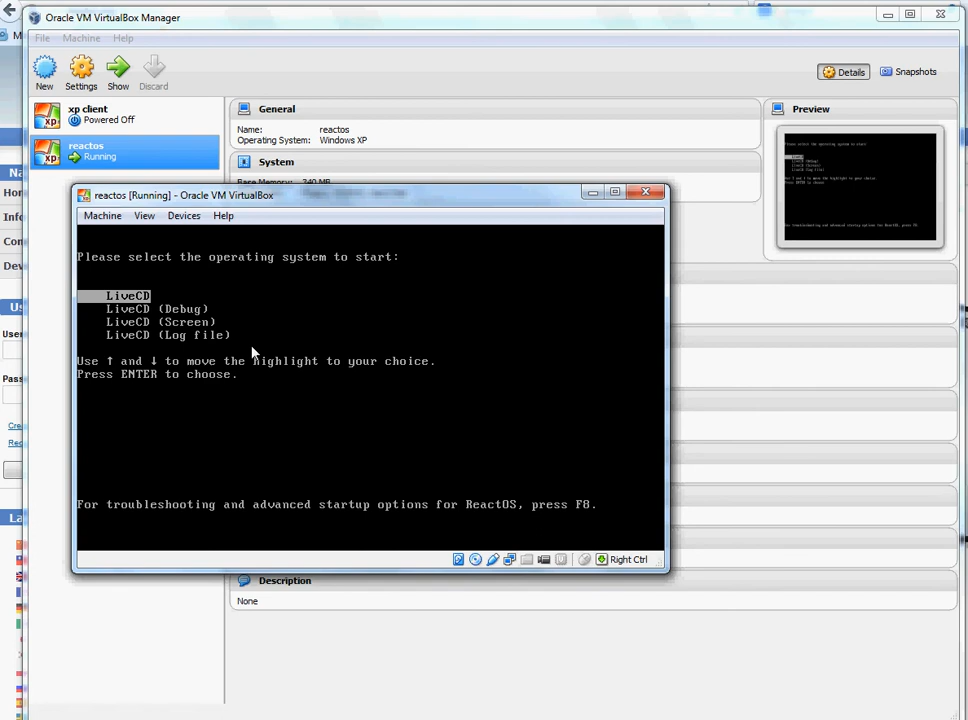 Oracle VM VirtualBox Manager
File Machine Help
New Settings Show Discard
Details Snapshots
xp client
Powered Off
reactos
Running
General
Name: reactos
Operating System: Windows XP
System
Preview
reactos [Running] - Oracle VM VirtualBox
Machine View Devices Help
Please select the operating system to start:
LiveCD
LiveCD (Debug)
LiveCD (Screen)
LiveCD (Log file)
Use ↑ and ↓ to move the highlight to your choice.
Press ENTER to choose.
For troubleshooting and advanced startup options for ReactOS, press F8.
Right Ctrl
Description
None